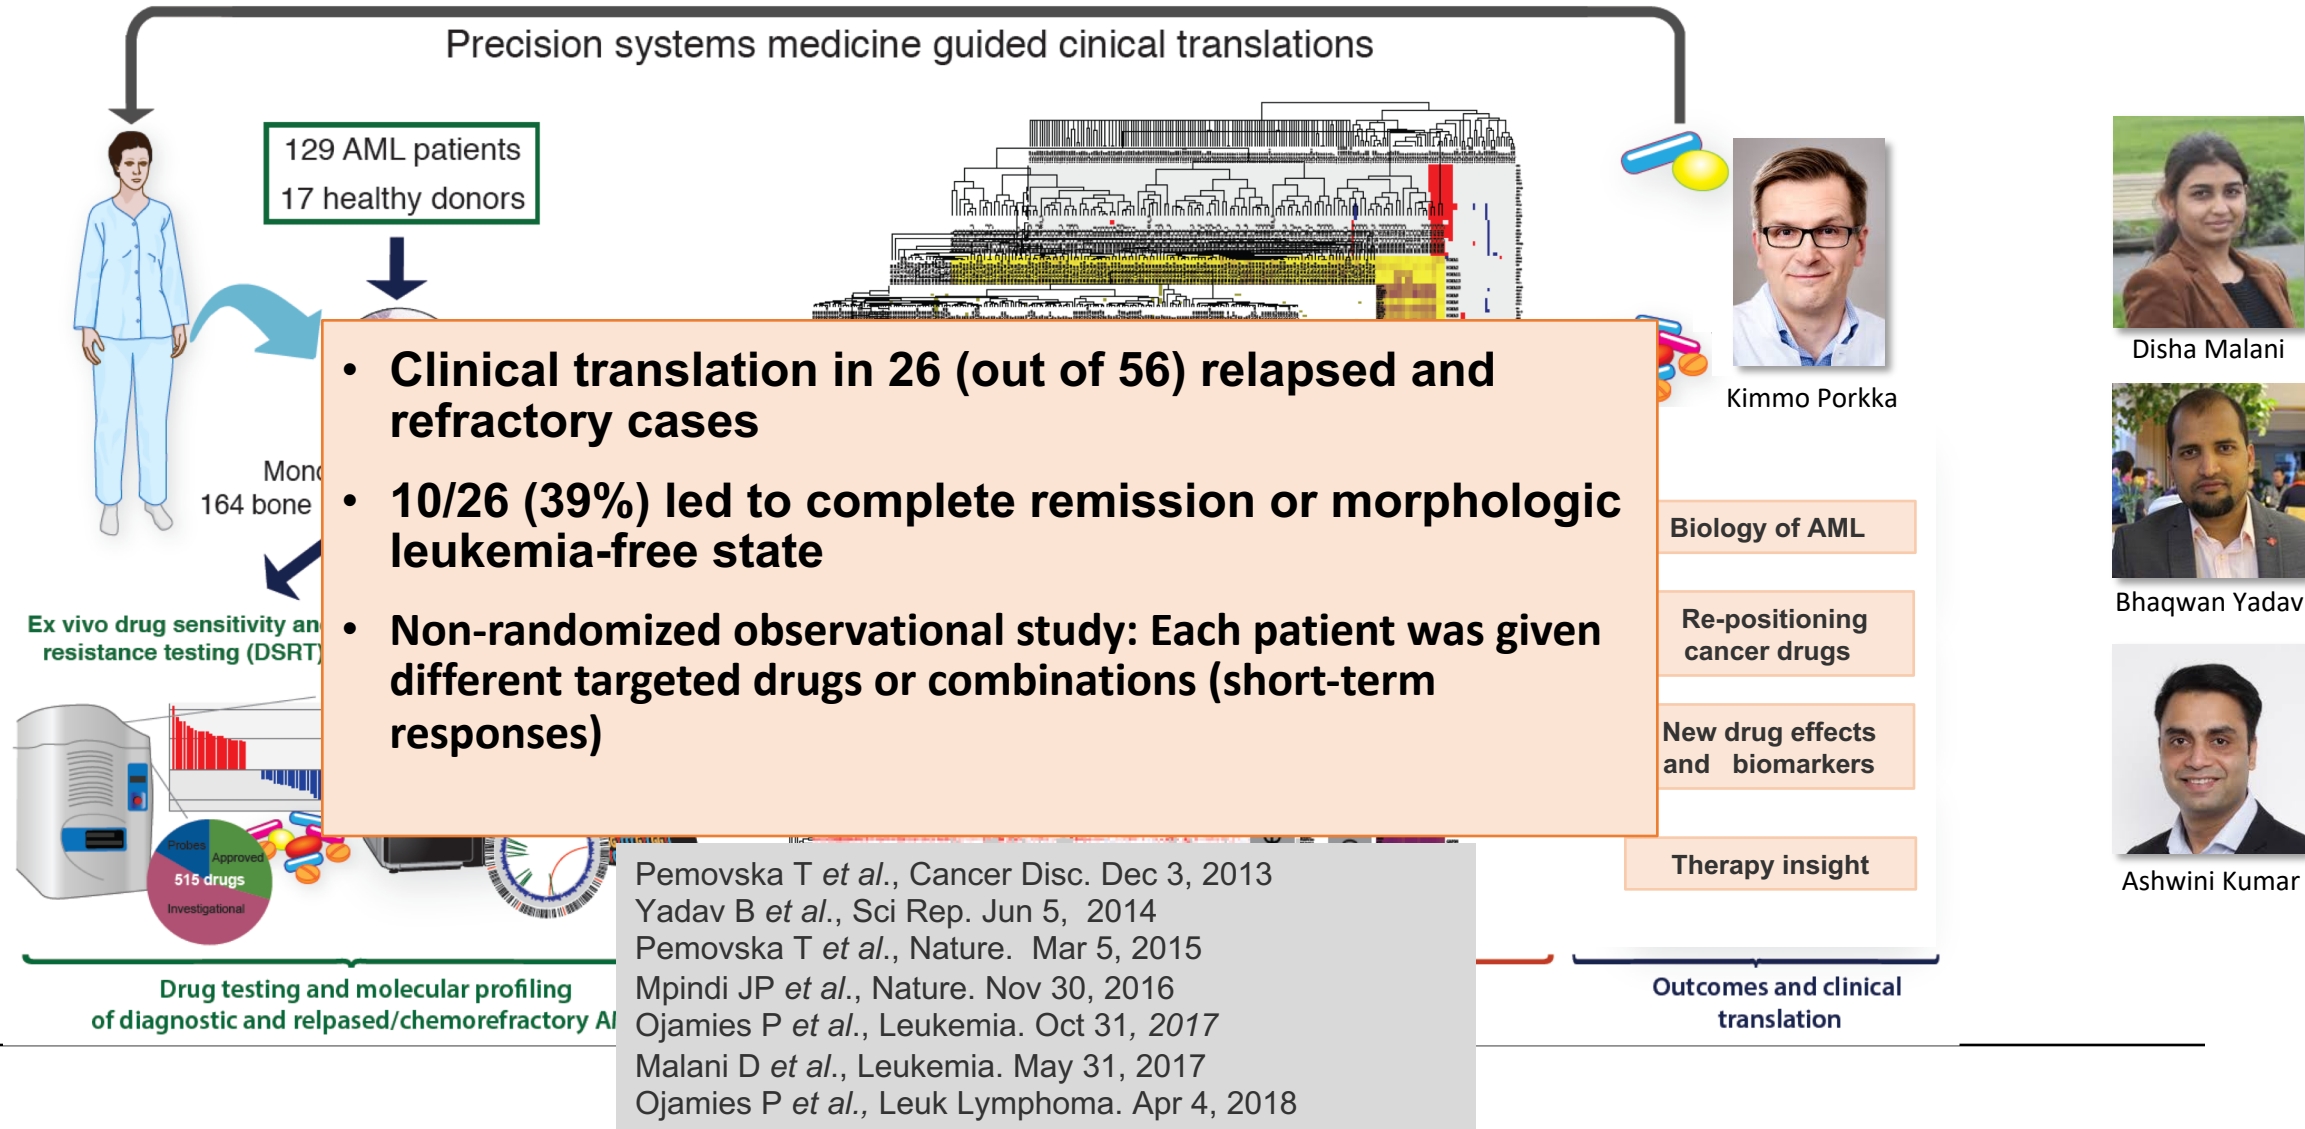 Precision systems medicine guided cinical translations
129 AML patients
17 healthy donors
Kimmo Porkka
Disha Malani
• Clinical translation in 26 (out of 56) relapsed and
refractory cases
• 10/26 (39%) led to complete remission or morphologic
leukemia-free state
• Non-randomized observational study: Each patient was given
different targeted drugs or combinations (short-term
responses)
164 bone
Ex vivo drug sensitivity an
resistance testing (DSRT)
Probes
Approved
515 drugs
Investigational
Biology of AML
Re-positioning
cancer drugs
New drug effects
and biomarkers
Therapy insight
Bhaqwan Yadav
Ashwini Kumar
Drug testing and molecular profiling
of diagnostic and relpased/chemorefractory
Pemovska T et al., Cancer Disc. Dec 3, 2013
Yadav B et al., Sci Rep. Jun 5, 2014
Pemovska T et al., Nature. Mar 5, 2015
Mpindi JP et al., Nature. Nov 30, 2016
Ojamies P et al., Leukemia. Oct 31, 2017
Malani D et al., Leukemia. May 31, 2017
Ojamies P et al., Leuk Lymphoma. Apr 4, 2018
Outcomes and clinical
translation